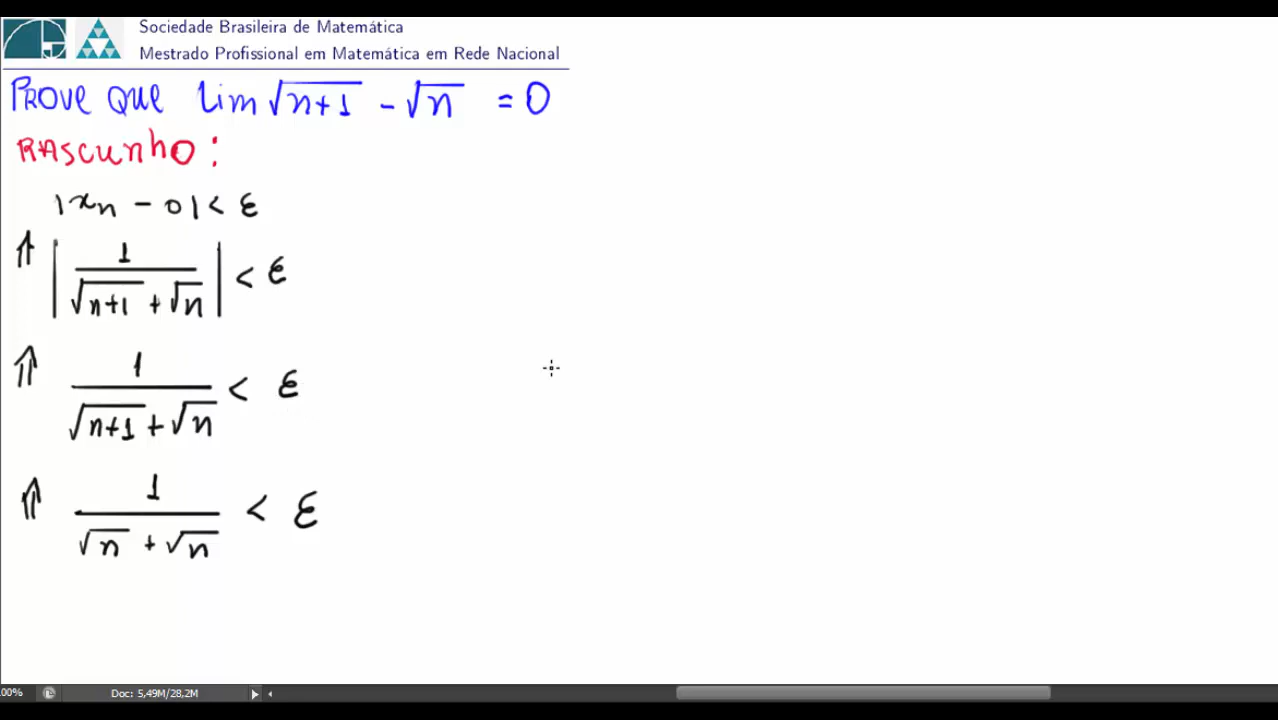 Sociedade Brasileira de Matemática
Mestrado Profissional em Matemática em Rede Nacional
PROVE QUE lim √(n+1) - √n = 0
RASCUNHO:
|xn - 0| < ε
⇑ |1/(√(n+1) + √n)| < ε
⇑ 1/(√(n+1) + √n) < ε
⇑ 1/(√n + √n) < ε
00% Doc: 5,49M/28,2M